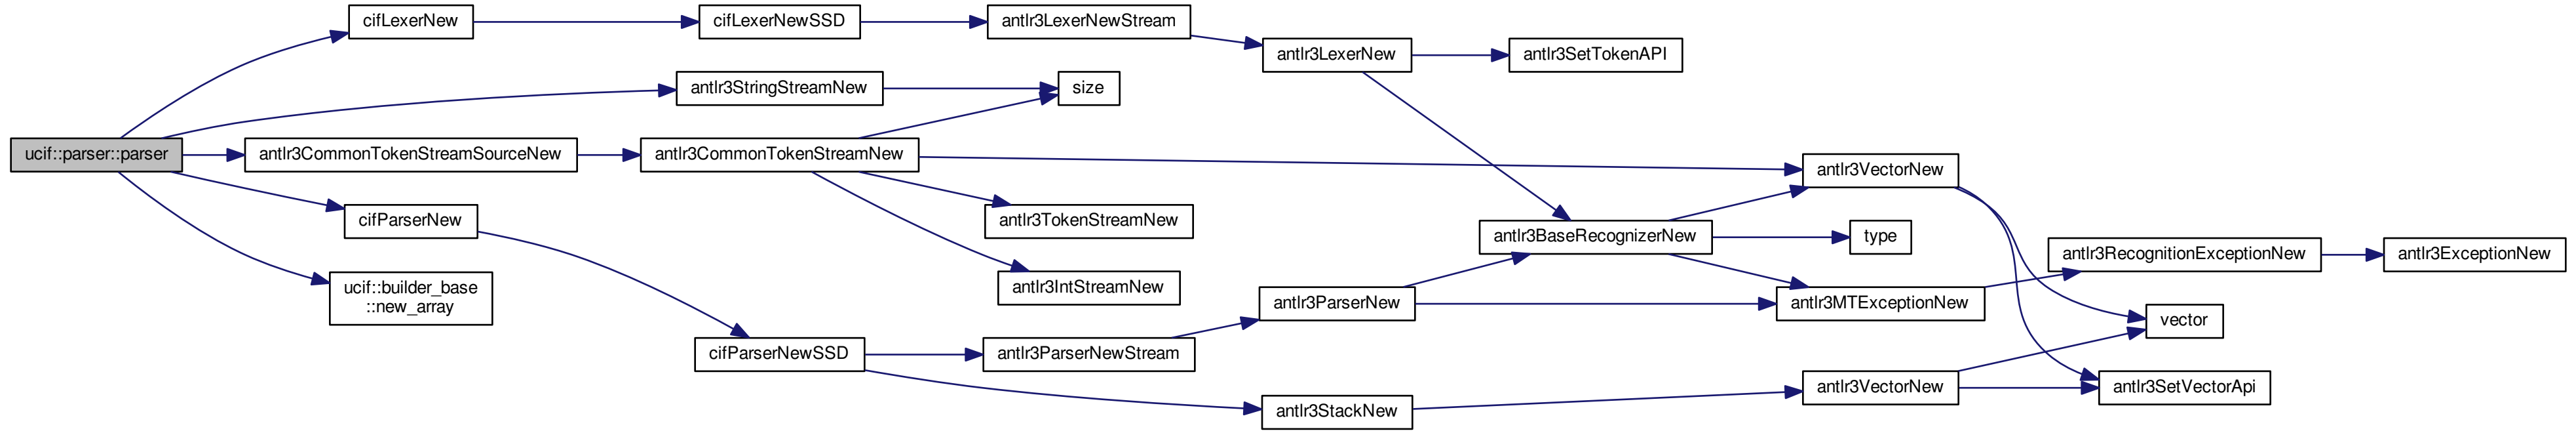 cifLexerNew
cifLexerNewSSD
antlr3LexerNewStream
antlr3LexerNew
antlr3SetTokenAPI
antlr3StringStreamNew
size
ucif::parser::parser
antlr3CommonTokenStreamSourceNew
antlr3CommonTokenStreamNew
antlr3VectorNew
cifParserNew
antlr3TokenStreamNew
antlr3BaseRecognizerNew
type
antlr3RecognitionExceptionNew
antlr3ExceptionNew
ucif::builder_base
::new_array
antlr3IntStreamNew
antlr3ParserNew
antlr3MTExceptionNew
vector
cifParserNewSSD
antlr3ParserNewStream
antlr3StackNew
antlr3VectorNew
antlr3SetVectorApi